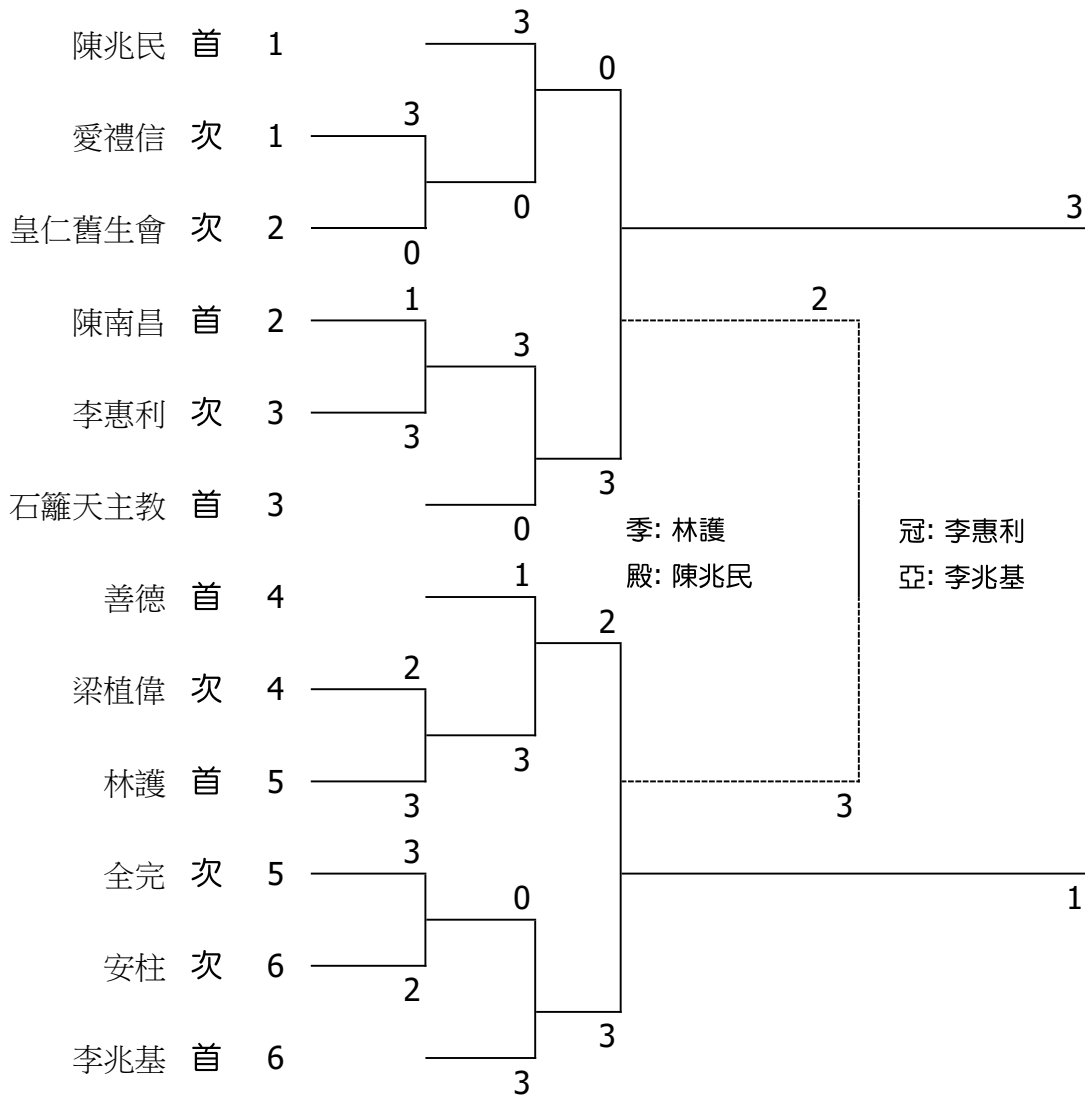 3
陳兆民 首 1
0
3
愛禮信 次 1
0
3
皇仁舊生會 次 2
0
1
2
陳南昌 首 2
3
李惠利 次 3
3
3
石籬天主教 首 3
0
季: 林護
冠: 李惠利
殿: 陳兆民
亞: 李兆基
1
善德 首 4
2
2
梁植偉 次 4
3
林護 首 5
3
3
3
全完 次 5
0
1
安柱 次 6
2
3
李兆基 首 6
3